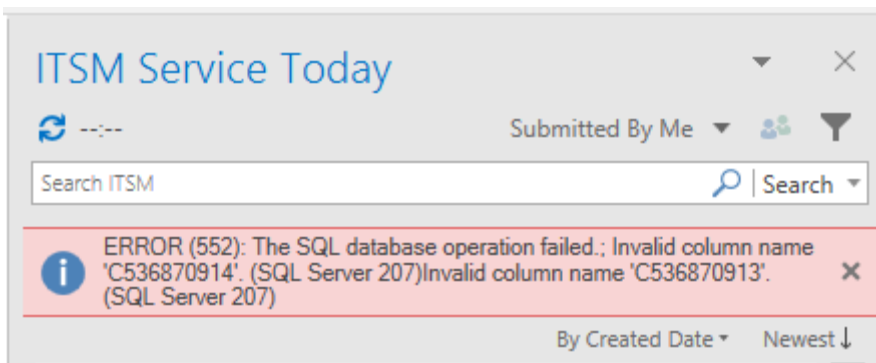 ITSM Service Today
--:--
Submitted By Me
Search ITSM
Search
ERROR (552): The SQL database operation failed.; Invalid column name
'C536870914'. (SQL Server 207)Invalid column name 'C536870913'.
(SQL Server 207)
By Created Date
Newest